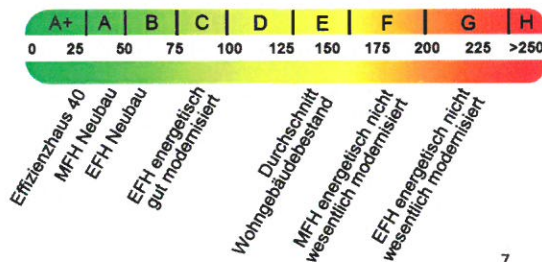 A+ A B C D E F G H
0 25 50 75 100 125 150 175 200 225 >250
Effizienzhaus 40
MFH Neubau
EFH Neubau
EFH energetisch
gut modernisiert
Durchschnitt
Wohngebäudebestand
MFH energetisch nicht
wesentlich modernisiert
EFH energetisch nicht
wesentlich modernisiert
7